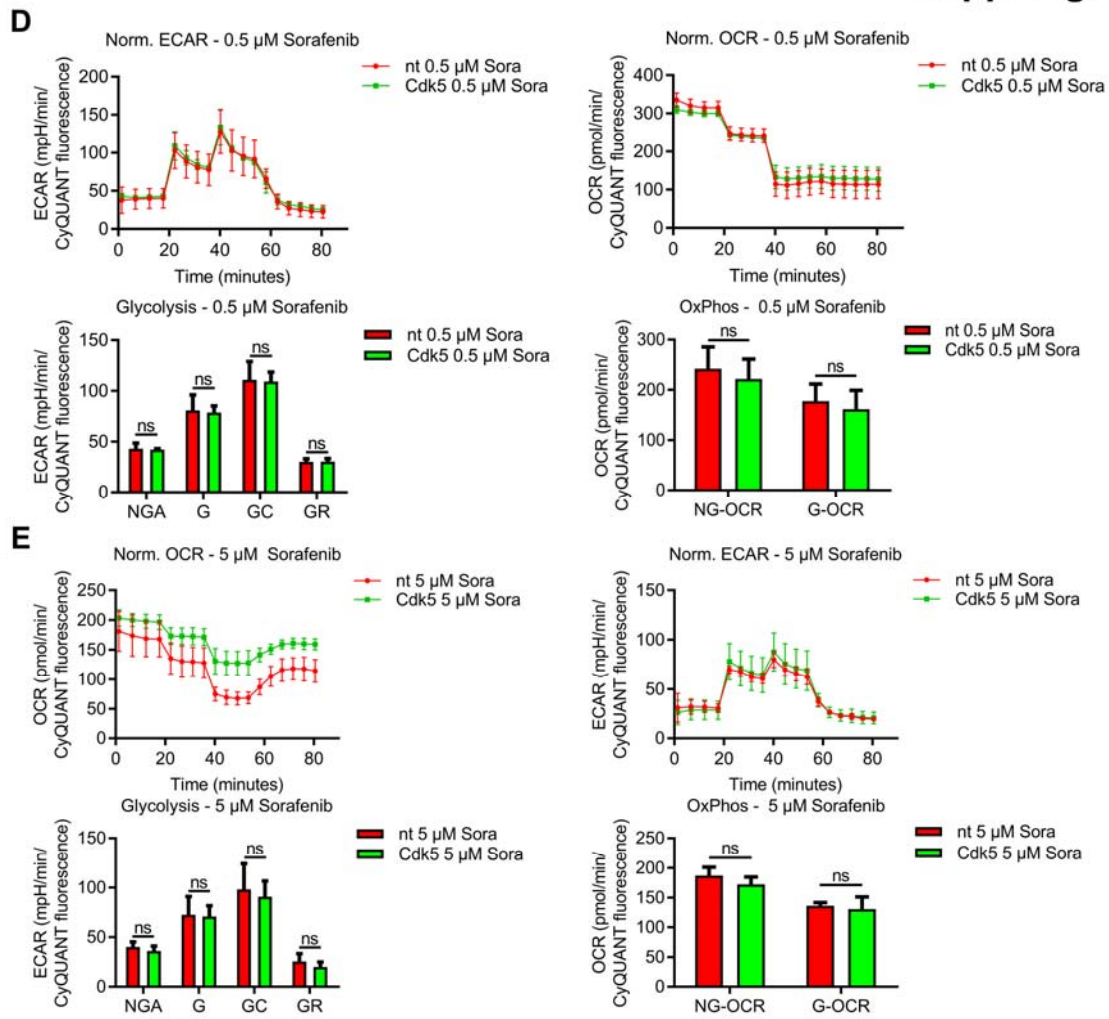 D
Norm. ECAR - 0.5 µM Sorafenib
ECAR (mpH/min/
CyQUANT fluorescence)
200
150
100
50
0
0 20 40 60 80
Time (minutes)
nt 0.5 µM Sora
Cdk5 0.5 µM Sora
Norm. OCR - 0.5 µM Sorafenib
OCR (pmol/min/
CyQUANT fluorescence)
400
300
200
100
0
0 20 40 60 80
Time (minutes)
nt 0.5 µM Sora
Cdk5 0.5 µM Sora
Glycolysis - 0.5 µM Sorafenib
ECAR (mpH/min/
CyQUANT fluorescence)
150
100
50
0
ns ns ns ns
NGA G GC GR
nt 0.5 µM Sora
Cdk5 0.5 µM Sora
OxPhos - 0.5 µM Sorafenib
OCR (pmol/min/
CyQUANT fluorescence)
300
200
100
0
ns ns
NG-OCR G-OCR
nt 0.5 µM Sora
Cdk5 0.5 µM Sora
E
Norm. OCR - 5 µM Sorafenib
OCR (pmol/min/
CyQUANT fluorescence)
250
200
150
100
50
0
0 20 40 60 80
Time (minutes)
nt 5 µM Sora
Cdk5 5 µM Sora
Norm. ECAR - 5 µM Sorafenib
ECAR (mpH/min/
CyQUANT fluorescence)
150
100
50
0
0 20 40 60 80
Time (minutes)
nt 5 µM Sora
Cdk5 5 µM Sora
Glycolysis - 5 µM Sorafenib
ECAR (mpH/min/
CyQUANT fluorescence)
150
100
50
0
ns ns ns ns
NGA G GC GR
nt 5 µM Sora
Cdk5 5 µM Sora
OxPhos - 5 µM Sorafenib
OCR (pmol/min/
CyQUANT fluorescence)
250
200
150
100
50
0
ns ns
NG-OCR G-OCR
nt 5 µM Sora
Cdk5 5 µM Sora